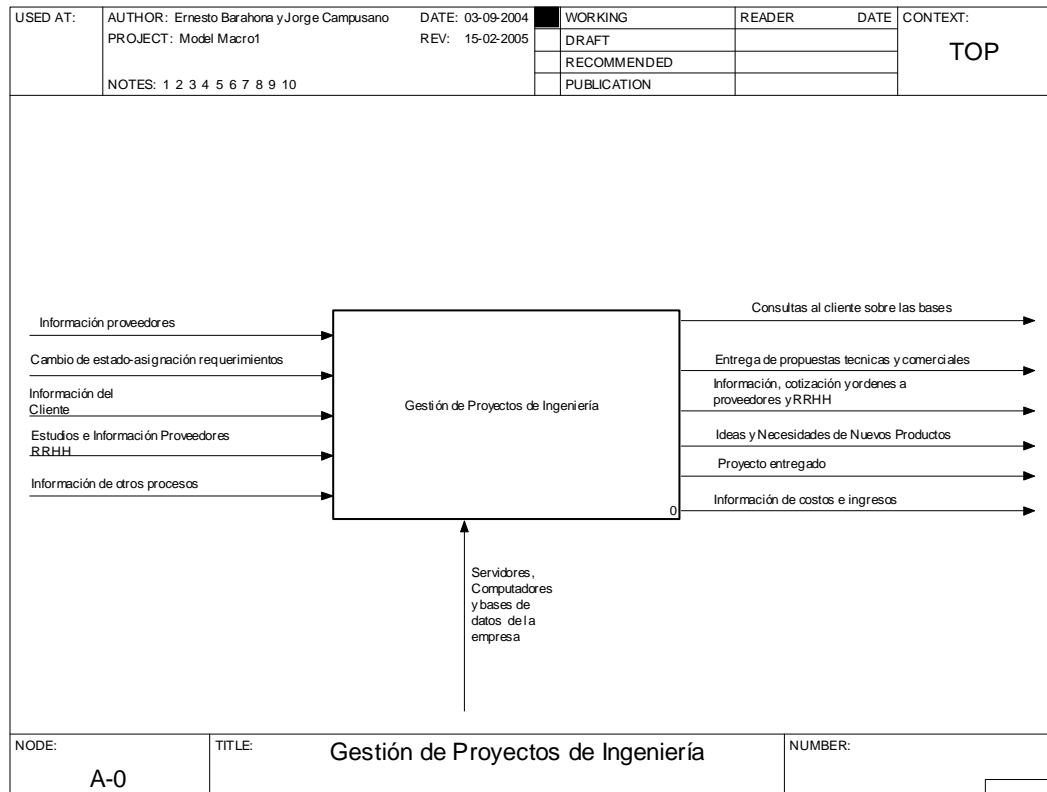 USED AT:
AUTHOR: Ernesto Barahona y Jorge Campusano
DATE: 03-09-2004
PROJECT: Model Macro1
REV: 15-02-2005
NOTES: 1 2 3 4 5 6 7 8 9 10
WORKING
DRAFT
RECOMMENDED
PUBLICATION
READER
DATE
CONTEXT:
TOP
Información proveedores
Cambio de estado-asignación requerimientos
Información del
Cliente
Estudios e Información Proveedores
RRHH
Información de otros procesos
Gestión de Proyectos de Ingeniería
0
Consultas al cliente sobre las bases
Entrega de propuestas tecnicas y comerciales
Información, cotización y ordenes a
proveedores y RRHH
Ideas y Necesidades de Nuevos Productos
Proyecto entregado
Información de costos e ingresos
Servidores,
Computadores
y bases de
datos de la
empresa
NODE:
A-0
TITLE:
Gestión de Proyectos de Ingeniería
NUMBER: